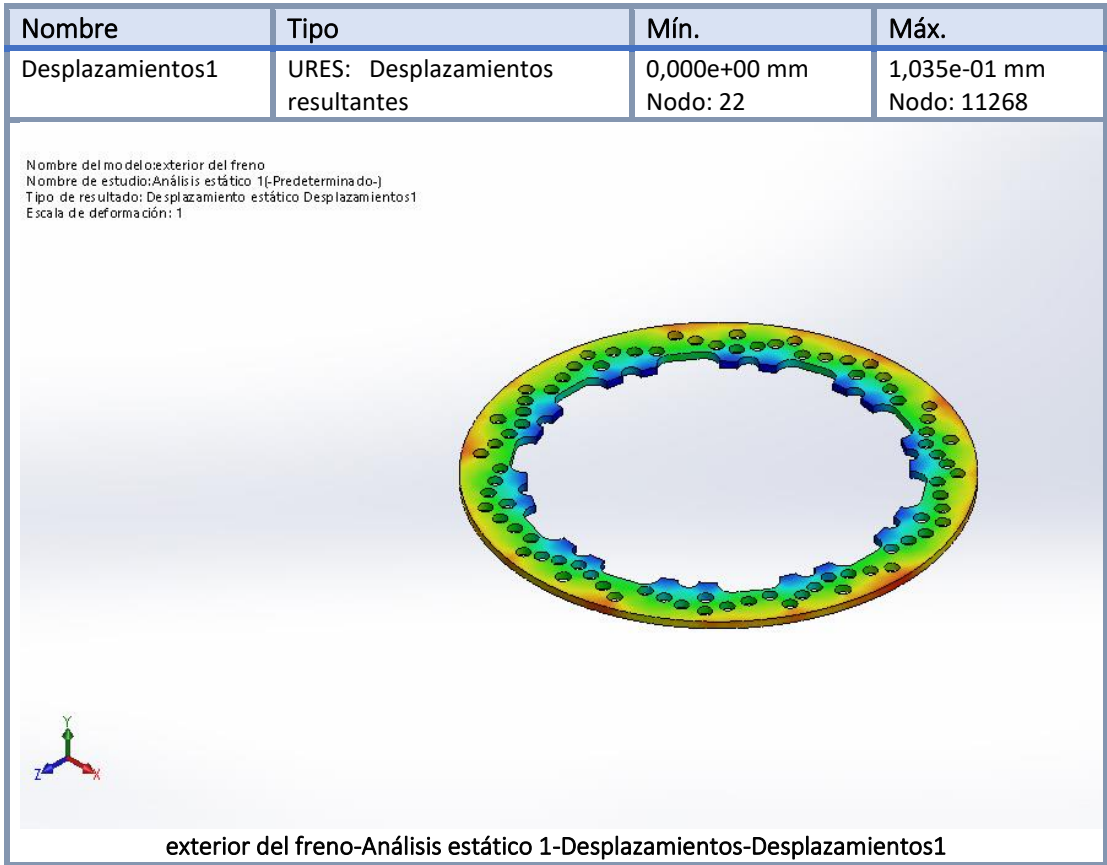 Nombre Tipo Mín. Máx.
Desplazamientos1 URES: Desplazamientos 0,000e+00 mm 1,035e-01 mm
resultantes Nodo: 22 Nodo: 11268
Nombre del modelo:exterior del freno
Nombre de estudio:Análisis estático 1(-Predeterminado-)
Tipo de resultado: Desplazamiento estático Desplazamientos1
Escala de deformación: 1
Y
Z X
exterior del freno-Análisis estático 1-Desplazamientos-Desplazamientos1